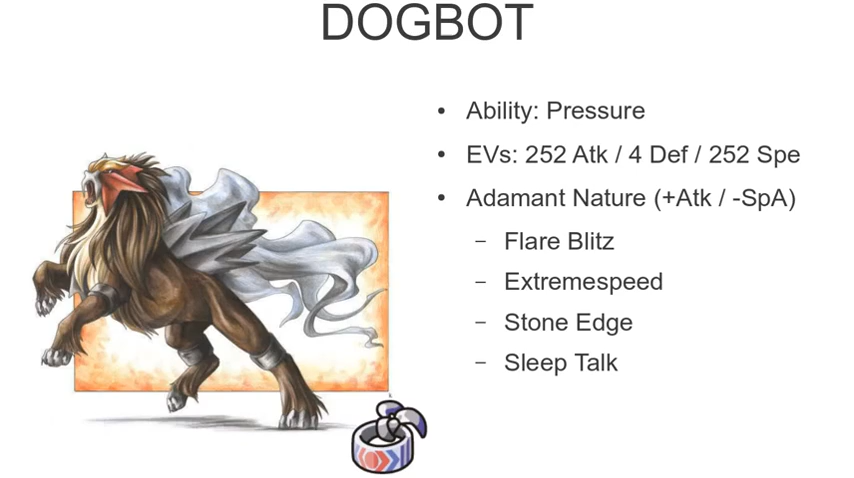 DOGBOT
• Ability: Pressure
• EVs: 252 Atk / 4 Def / 252 Spe
• Adamant Nature (+Atk / -SpA)
– Flare Blitz
– Extremespeed
– Stone Edge
– Sleep Talk